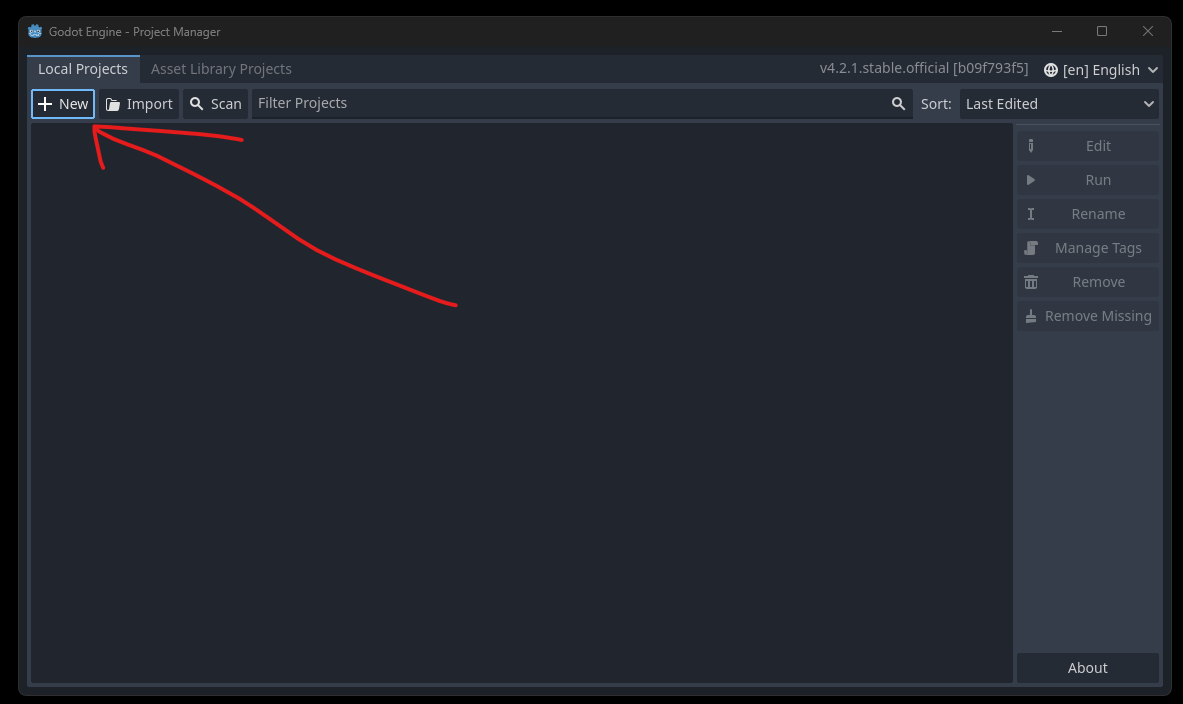 Godot Engine - Project Manager
Local Projects Asset Library Projects v4.2.1.stable.official [b09f793f5] [en] English
New Import Scan Filter Projects Sort: Last Edited
Edit
Run
Rename
Manage Tags
Remove
Remove Missing
About